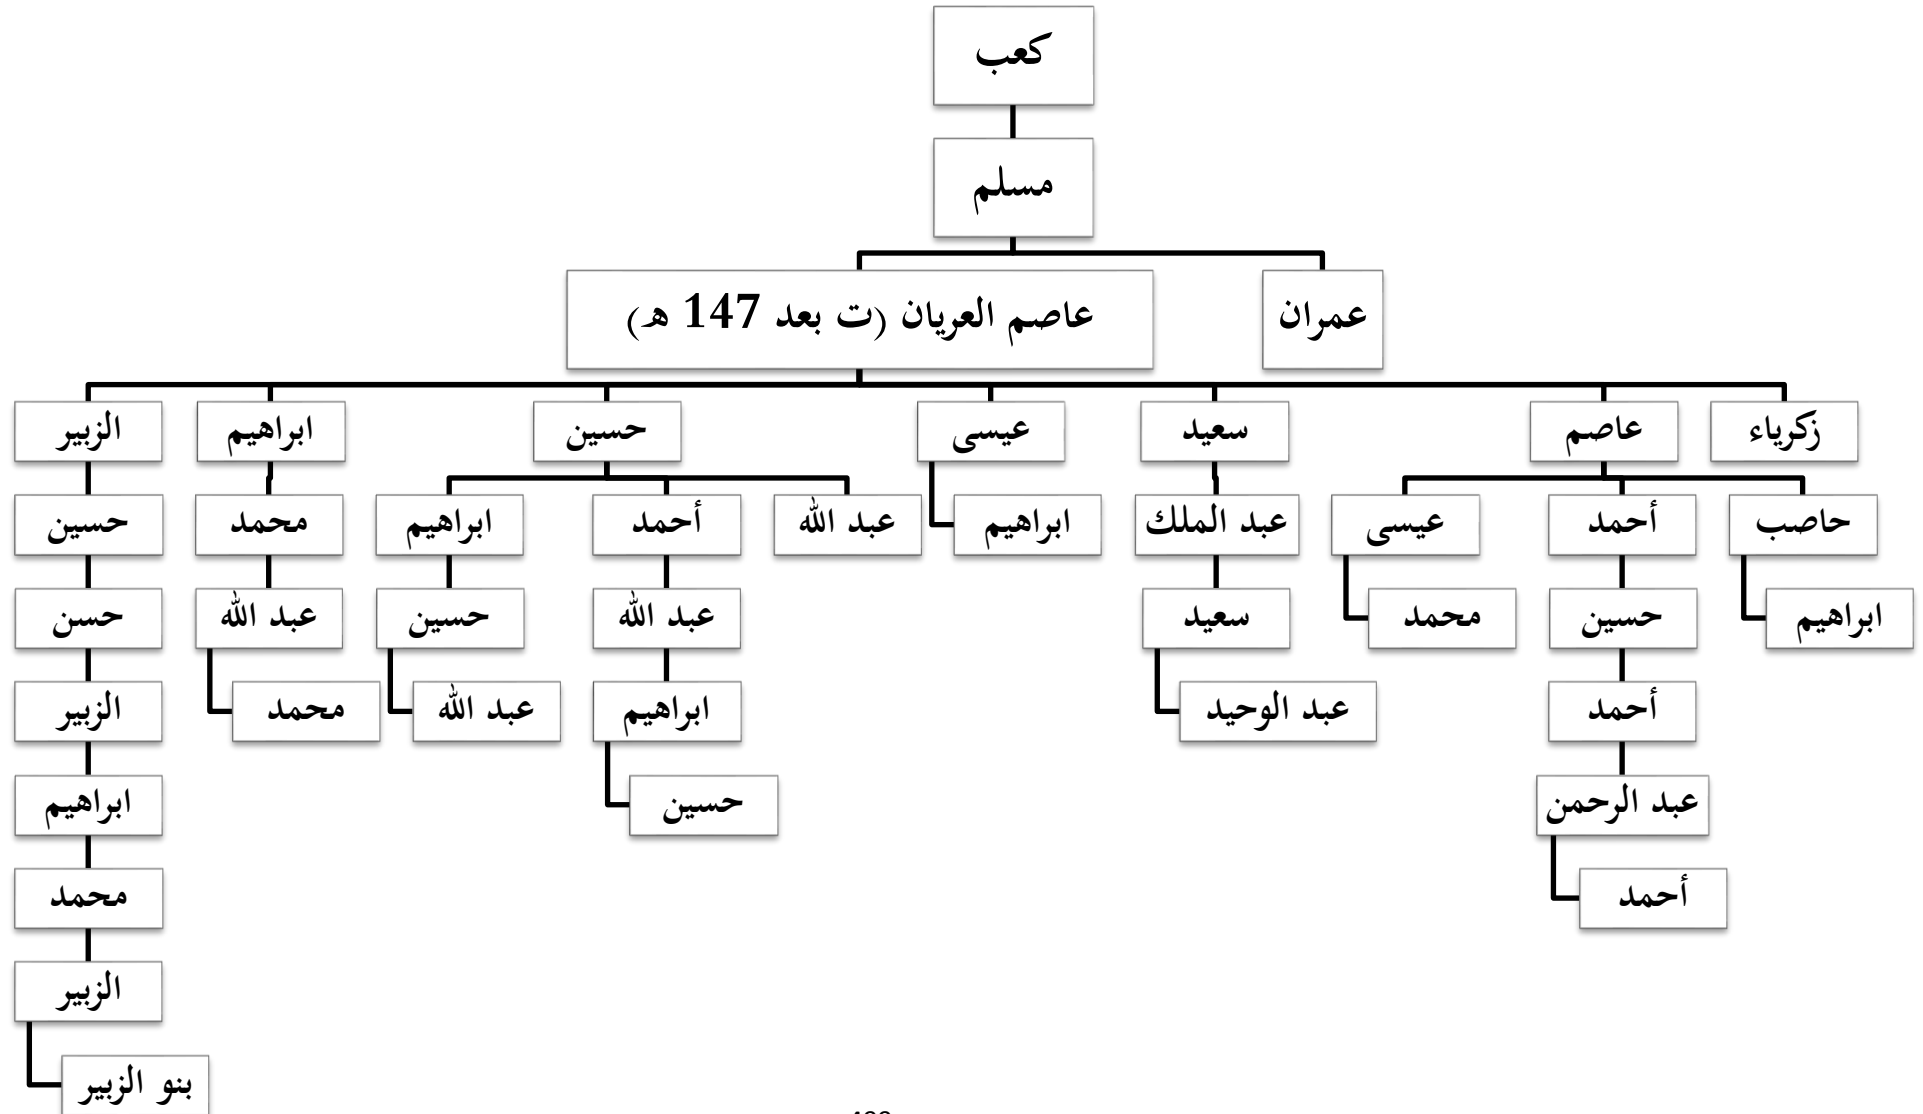 كعب
مسلم
عمران
عاصم العريان (ت بعد 147 هـ)
زكرياء
عاصم
سعيد
عيسى
حسين
ابراهيم
الزبير
حاصب
أحمد
عيسى
عبد الملك
ابراهيم
عبد الله
أحمد
ابراهيم
محمد
حسين
ابراهيم
حسين
محمد
سعيد
عبد الله
حسين
عبد الله
حسن
أحمد
عبد الوحيد
ابراهيم
عبد الله
محمد
الزبير
عبد الرحمن
حسين
ابراهيم
أحمد
محمد
الزبير
بنو الزبير